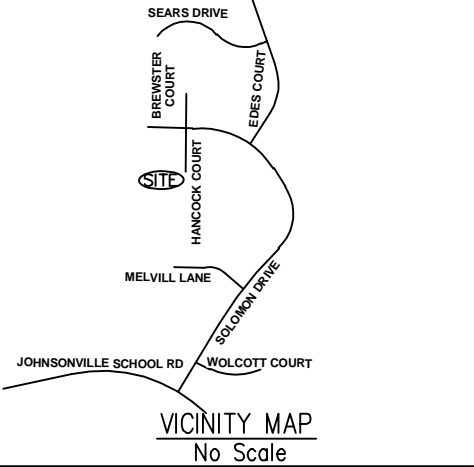 SEARS DRIVE
BREWSTER
COURT
EDES COURT
HANCOCK COURT
SITE
MELVILL LANE
SOLOMON DRIVE
JOHNSONVILLE SCHOOL RD
WOLCOTT COURT
VICINITY MAP
No Scale